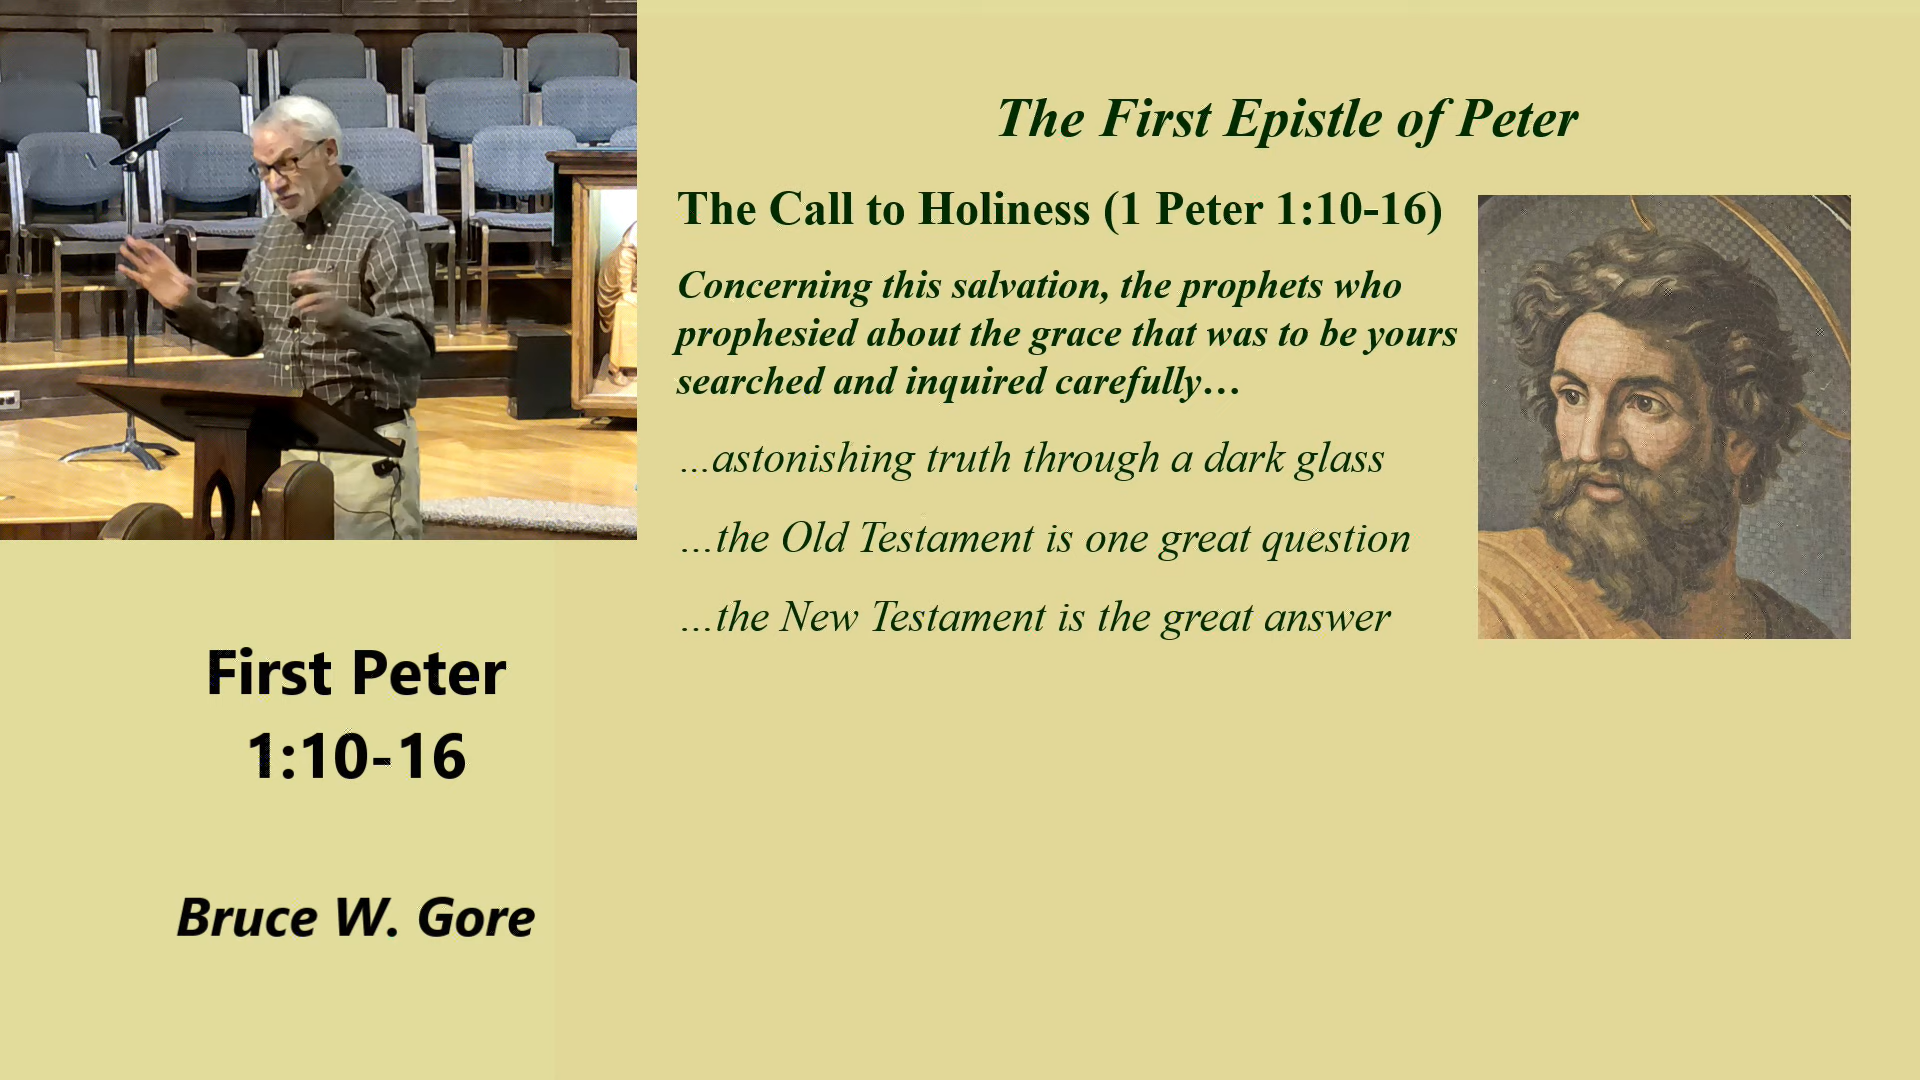 The First Epistle of Peter
The Call to Holiness (1 Peter 1:10-16)
Concerning this salvation, the prophets who
prophesied about the grace that was to be yours
searched and inquired carefully…
...astonishing truth through a dark glass
…the Old Testament is one great question
…the New Testament is the great answer
First Peter
1:10-16
Bruce W. Gore